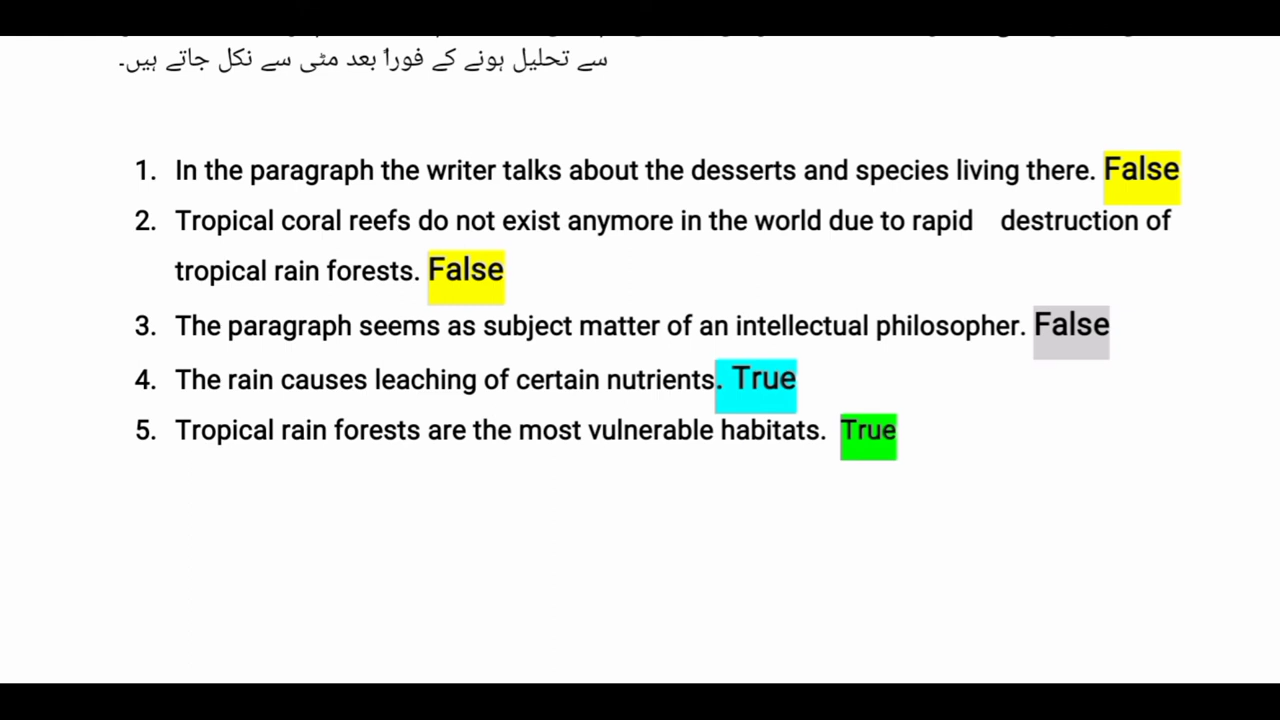 سے تحلیل ہونے کے فوراً بعد مٹی سے نکل جاتے ہیں۔
1. In the paragraph the writer talks about the desserts and species living there. False
2. Tropical coral reefs do not exist anymore in the world due to rapid destruction of
tropical rain forests. False
3. The paragraph seems as subject matter of an intellectual philosopher. False
4. The rain causes leaching of certain nutrients. True
5. Tropical rain forests are the most vulnerable habitats. True